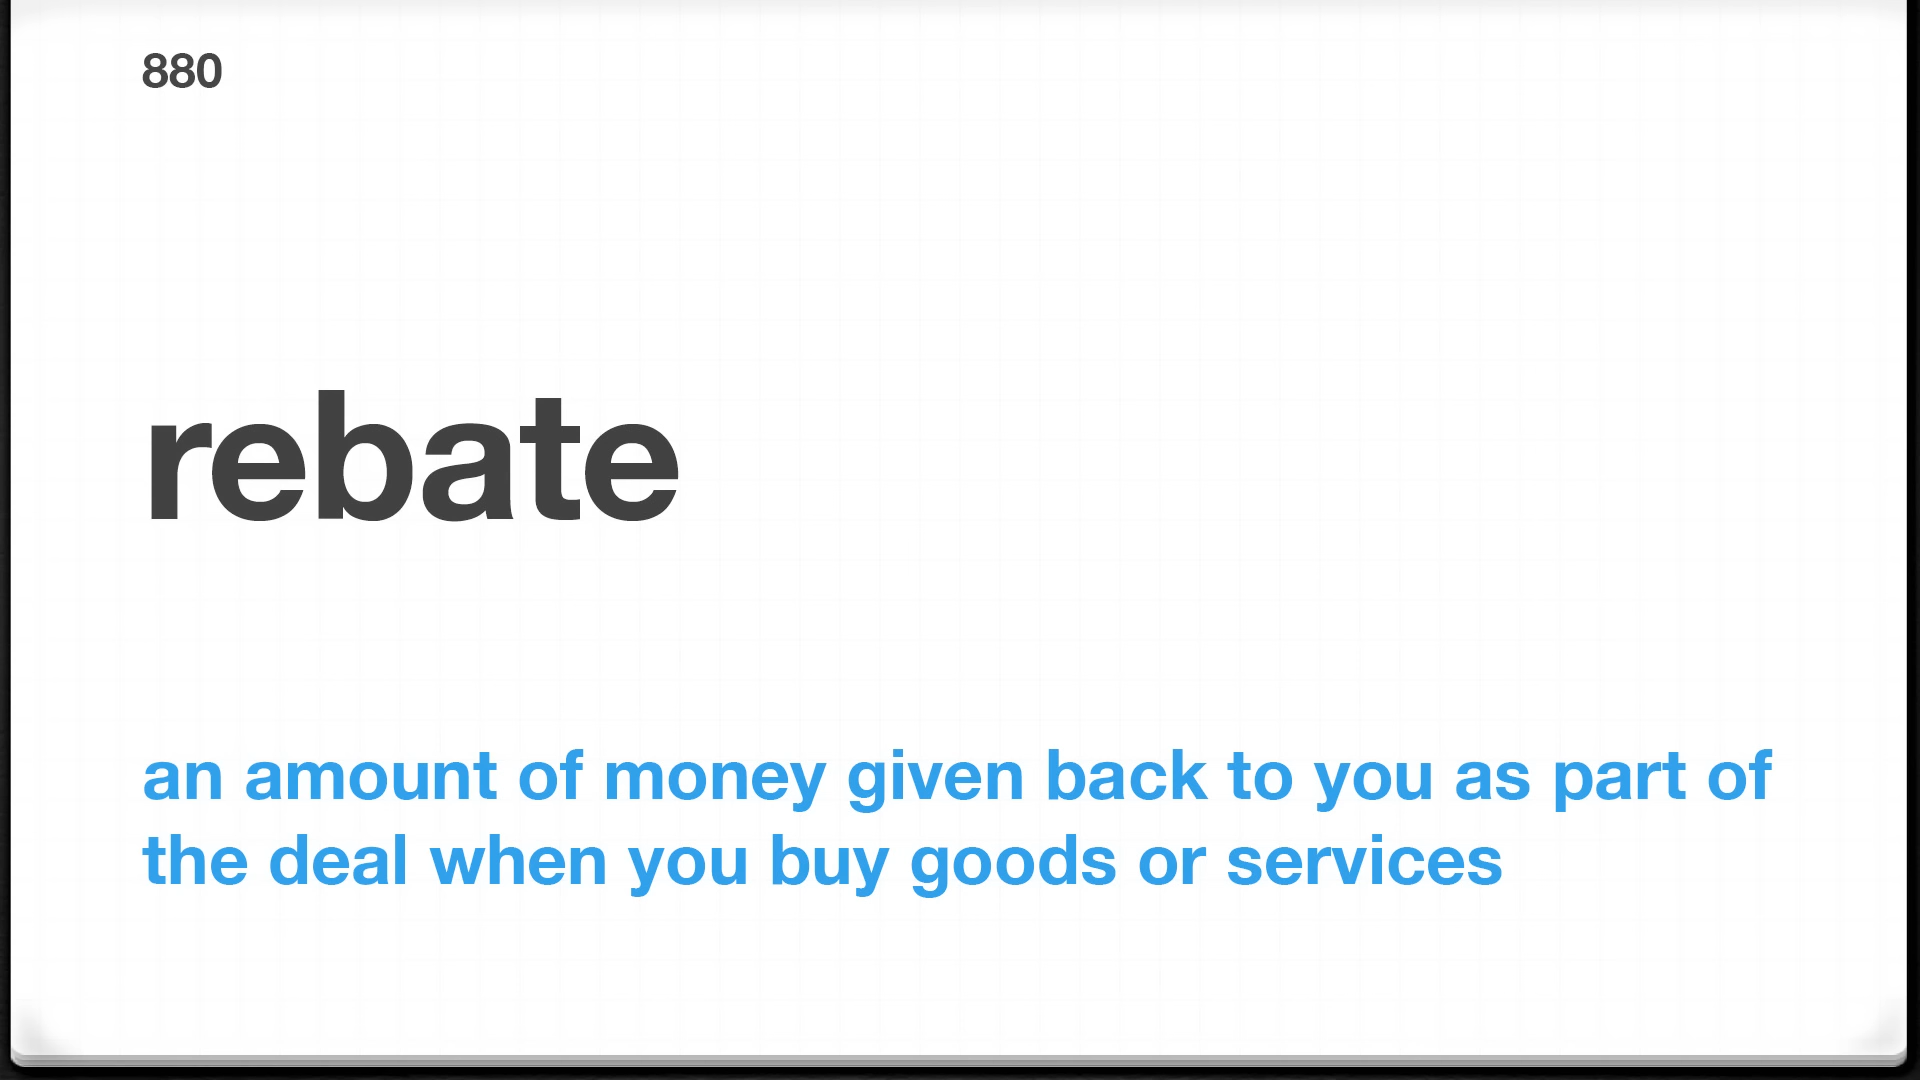 880
rebate
an amount of money given back to you as part of
the deal when you buy goods or services